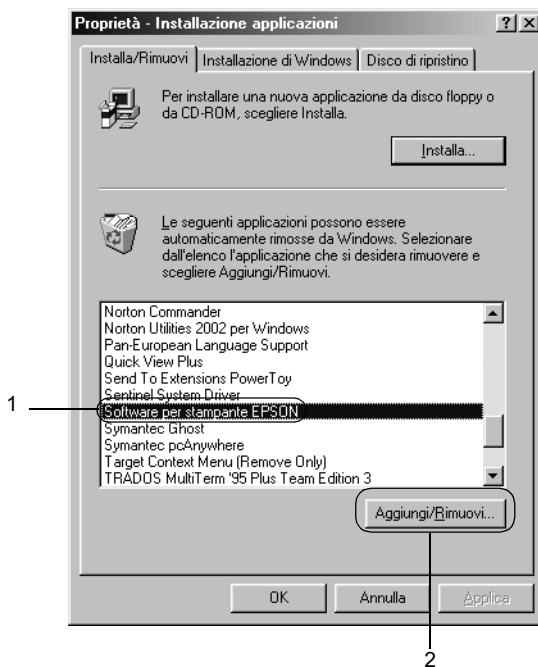 Proprietà - Installazione applicazioni
Installa/Rimuovi
Installazione di Windows
Disco di ripristino
Per installare una nuova applicazione da disco floppy o
da CD-ROM, scegliere Installa.
Installa...
Le seguenti applicazioni possono essere
automaticamente rimosse da Windows. Selezionare
dall'elenco l'applicazione che si desidera rimuovere e
scegliere Aggiungi/Rimuovi.
Norton Commander
Norton Utilities 2002 per Windows
Pan-European Language Support
Quick View Plus
Send To Extensions PowerToy
Sentinel System Driver
1
Software per stampante EPSON
Symantec Ghost
Symantec pcAnywhere
Target Context Menu (Remove Only)
TRADOS MultiTerm '95 Plus Team Edition 3
Aggiungi/Rimuovi...
OK
Annulla
Applica
2